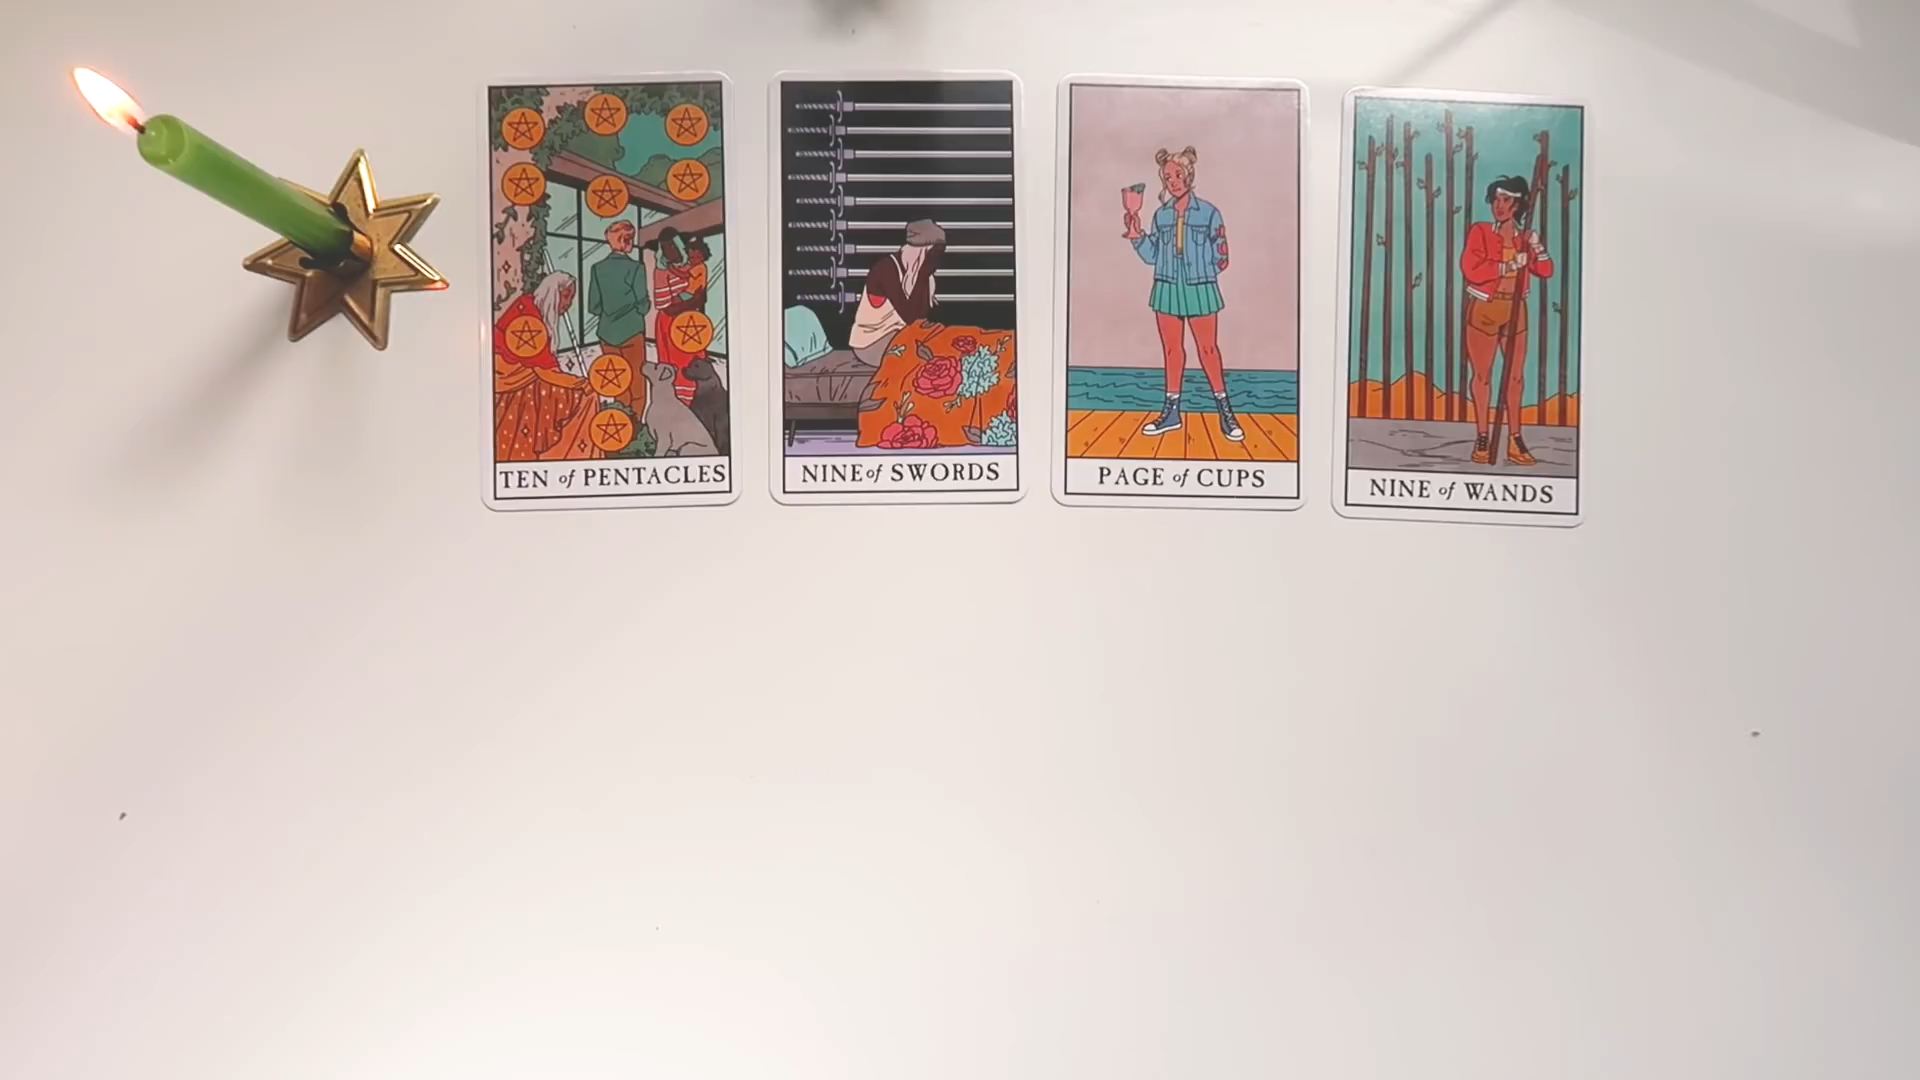 TEN of PENTACLES
NINE of SWORDS
PAGE of CUPS
NINE of WANDS